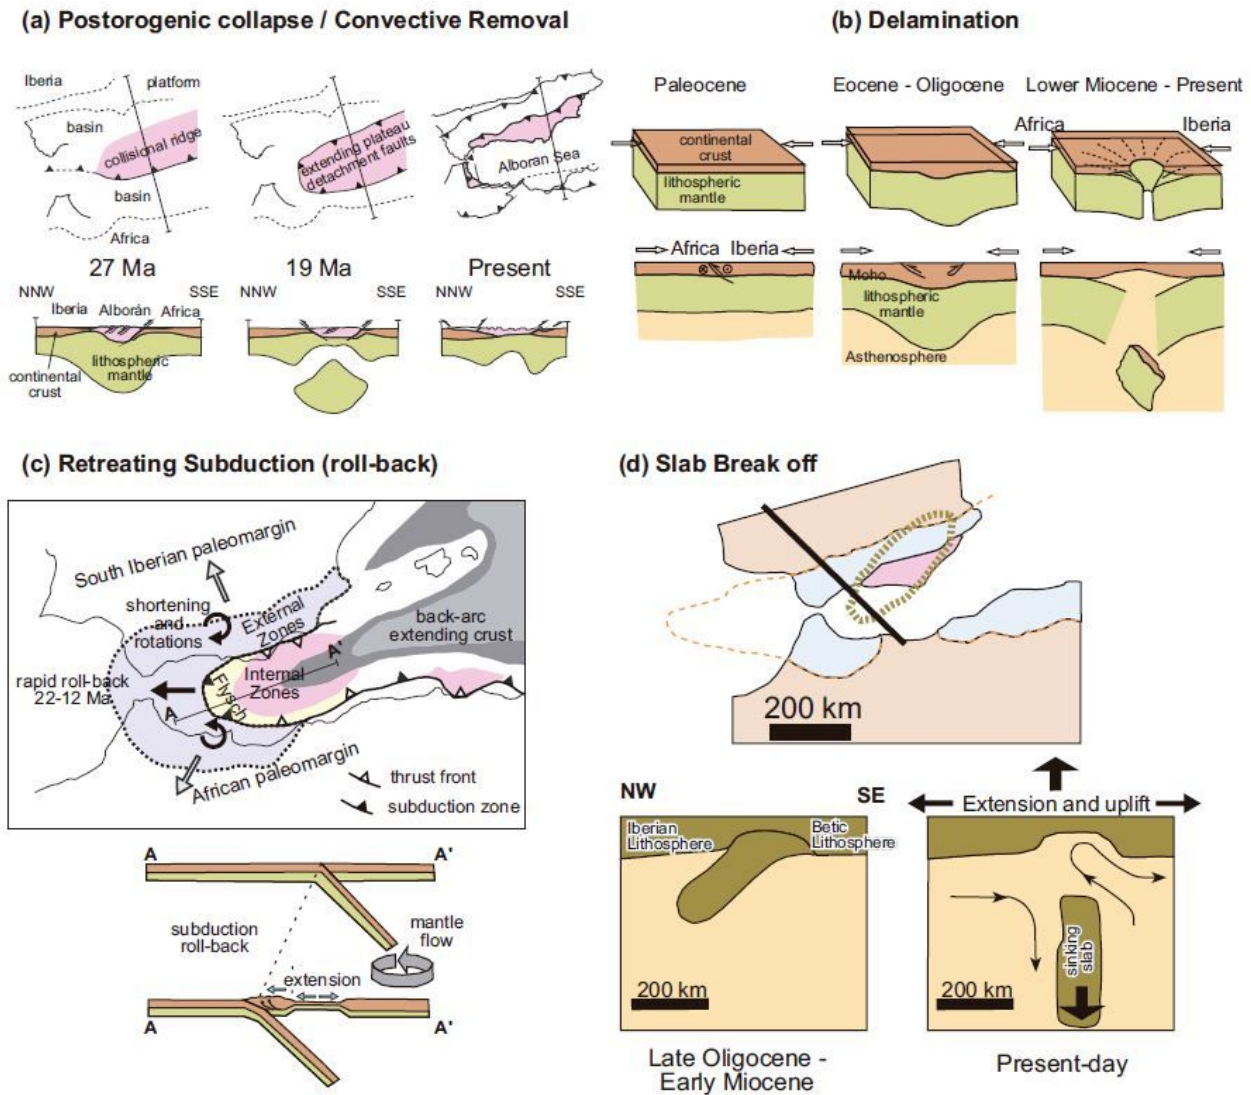 (a) Postorogenic collapse / Convective Removal
Iberia
platform
basin
collisional ridge
basin
Africa
27 Ma
extending plateau
detachment faults
19 Ma
Alboran Sea
Present
NNW
SSE
Iberia
Alborán
Africa
lithospheric
mantle
continental
crust
NNW
SSE
NNW
SSE
(b) Delamination
Paleocene
Eocene - Oligocene
Lower Miocene - Present
continental
crust
lithospheric
mantle
Africa
Iberia
Africa
Iberia
Moho
lithospheric
mantle
Asthenosphere
(c) Retreating Subduction (roll-back)
South Iberian paleomargin
shortening
and
rotations
External
Zones
back-arc
extending crust
A'
Internal
Zones
rapid roll-back
22-12 Ma
Flysch
A
African paleomargin
thrust front
subduction zone
A
A'
subduction
roll-back
mantle
flow
extension
A
A'
(d) Slab Break off
200 km
NW
SE
Extension and uplift
Iberian
Lithosphere
Betic
Lithosphere
200 km
Late Oligocene -
Early Miocene
sinking
slab
200 km
Present-day